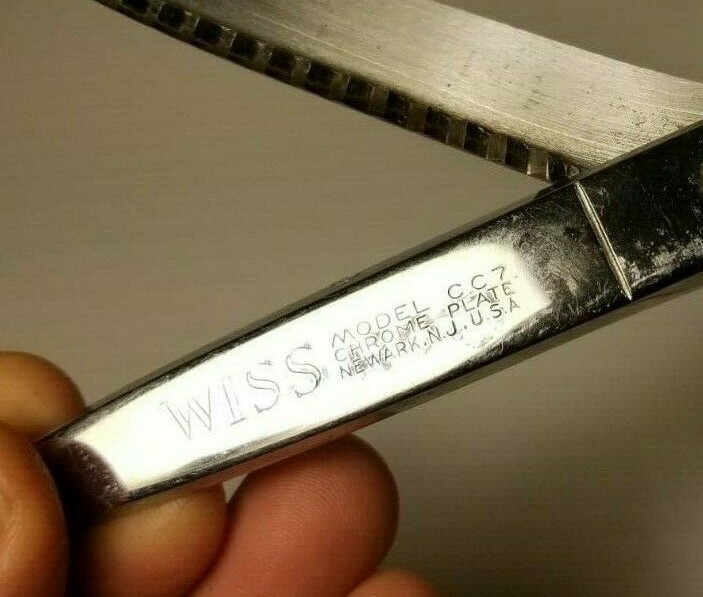 WISS
MODEL CC7
CHROME PLATE
NEWARK.N.J.U.S.A